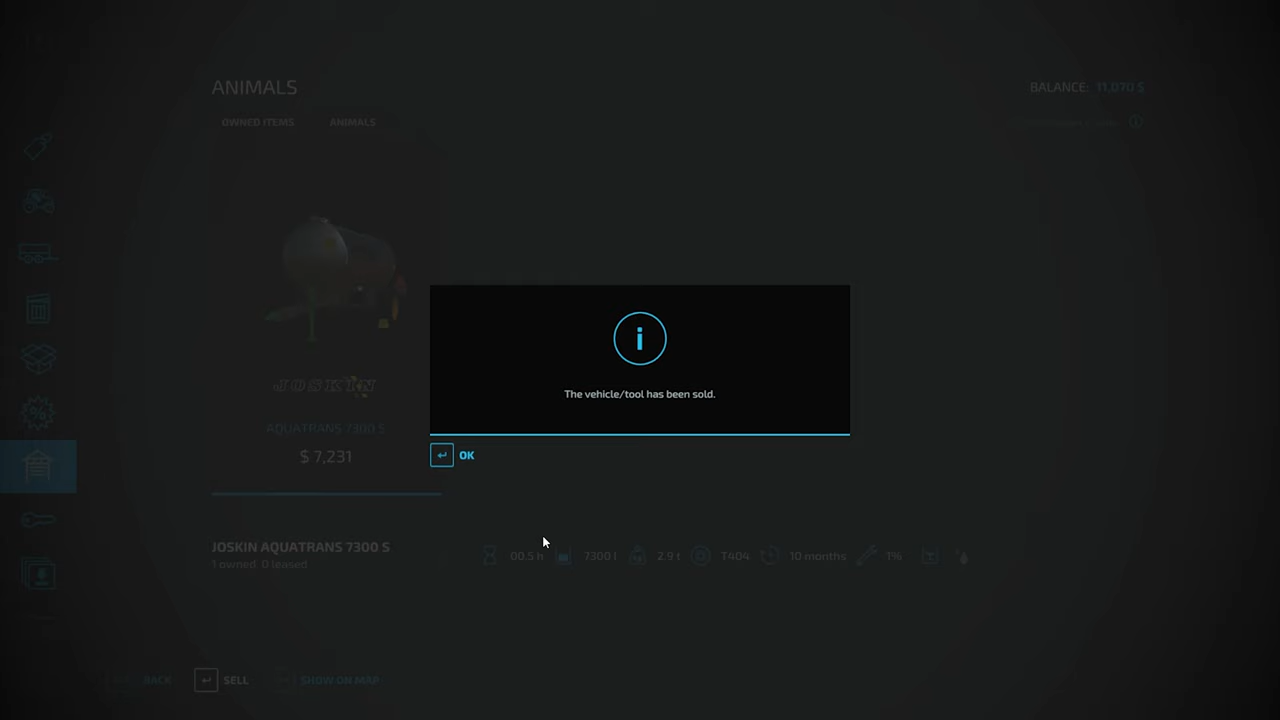 ANIMALS
BALANCE: 11,070 $
OWNED ITEMS ANIMALS
i
The vehicle/tool has been sold.
JOSKIN
AQUATRANS 7300 S
$ 7,231
OK
JOSKIN AQUATRANS 7300 S
1 owned 0 leased
00.5 h 7300 l 2.9 t T404 10 months 1%
BACK SELL SHOW ON MAP